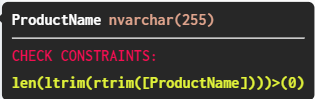 ProductName nvarchar(255)
CHECK CONSTRAINTS:
len(ltrim(rtrim([ProductName])))>(0)